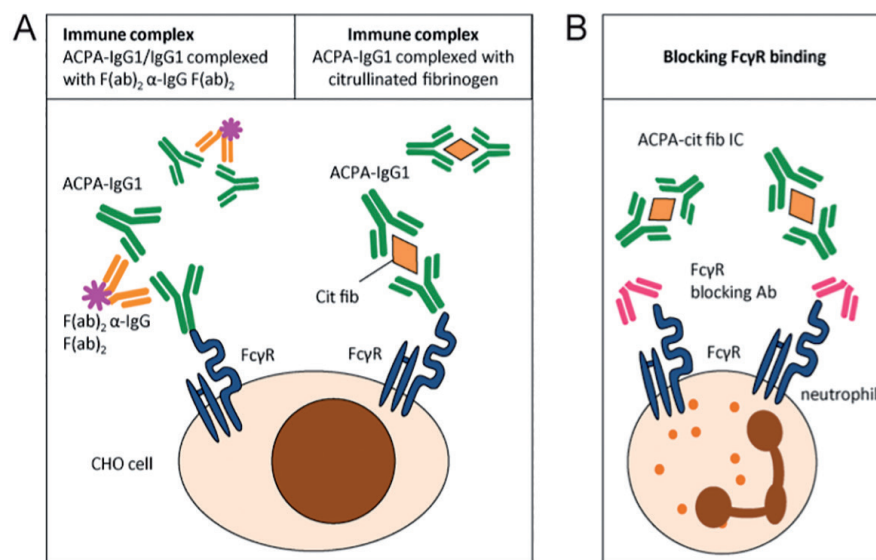 A
Immune complex
ACPA-IgG1/IgG1 complexed
with F(ab)₂ α-IgG F(ab)₂
Immune complex
ACPA-IgG1 complexed with
citrullinated fibrinogen
ACPA-IgG1
F(ab)₂ α-IgG
F(ab)₂
FcγR
CHO cell
ACPA-IgG1
Cit fib
FcγR
B
Blocking FcγR binding
ACPA-cit fib IC
FcγR
blocking Ab
FcγR
neutrophil